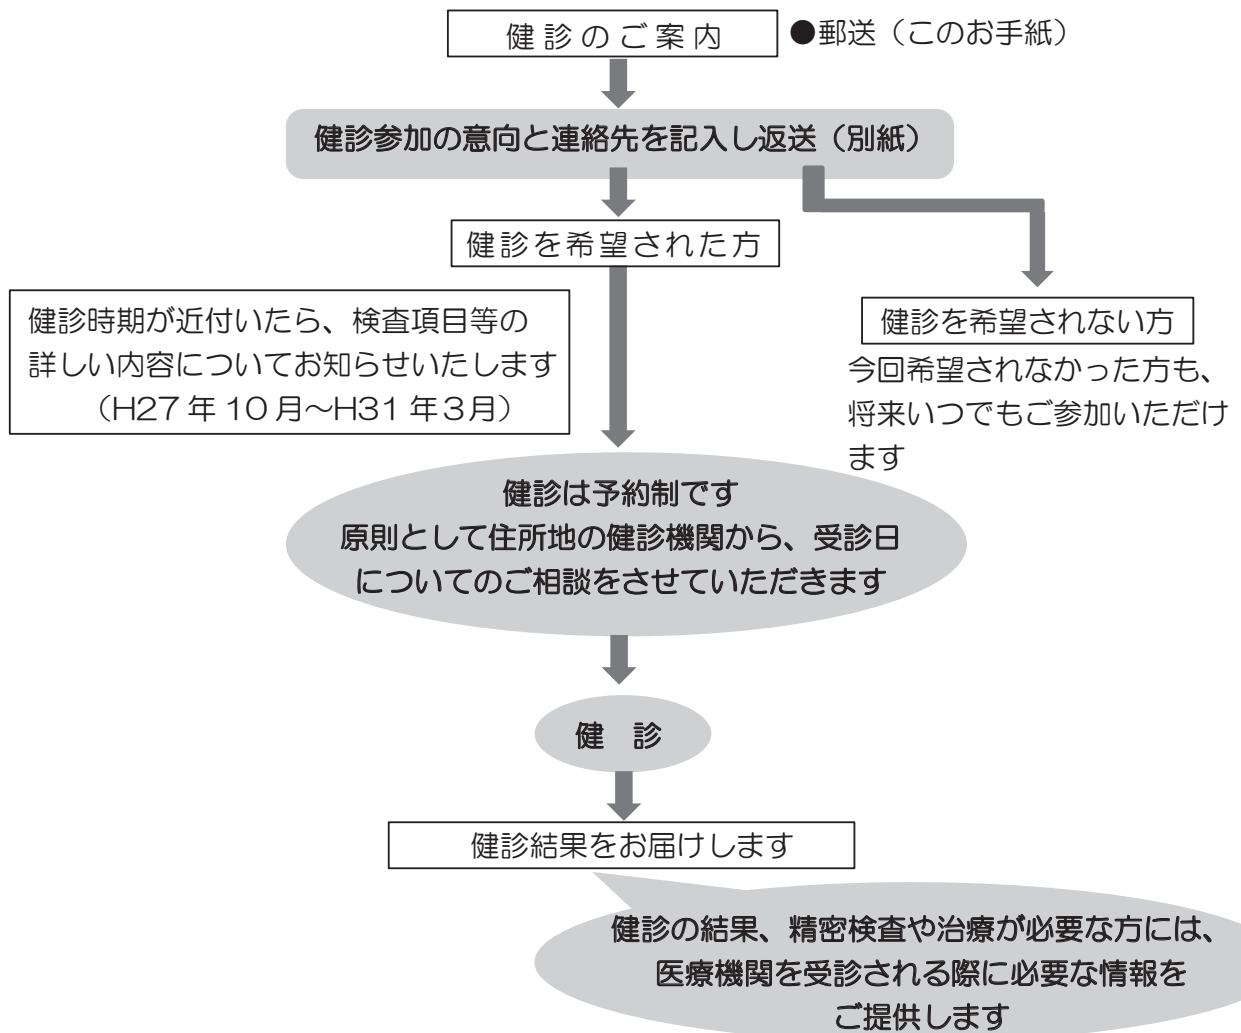 健診のご案内
●郵送（このお手紙）
健診参加の意向と連絡先を記入し返送（別紙）
健診を希望された方
健診時期が近付いたら、検査項目等の
詳しい内容についてお知らせいたします
（H27年10月～H31年3月）
健診を希望されない方
今回希望されなかった方も、
将来いつでもご参加いただけ
ます
健診は予約制です
原則として住所地の健診機関から、受診日
についてのご相談をさせていただきます
健　診
健診結果をお届けします
健診の結果、精密検査や治療が必要な方には、
医療機関を受診される際に必要な情報を
ご提供します